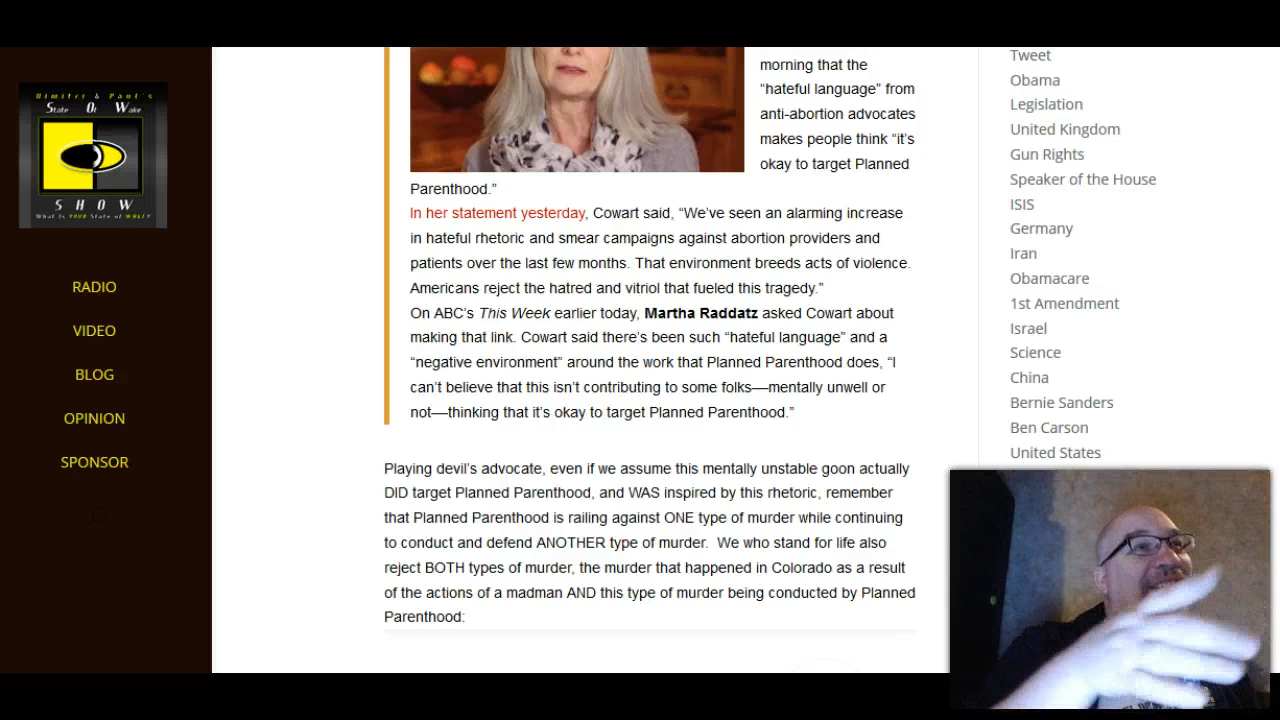 Dimiter & Paul's
State Of Wake
SHOW
What Is YOUR State of WAKE?
RADIO
VIDEO
BLOG
OPINION
SPONSOR
morning that the
“hateful language” from
anti-abortion advocates
makes people think “it’s
okay to target Planned
Parenthood.”
In her statement yesterday, Cowart said, “We’ve seen an alarming increase
in hateful rhetoric and smear campaigns against abortion providers and
patients over the last few months. That environment breeds acts of violence.
Americans reject the hatred and vitriol that fueled this tragedy.”
On ABC’s This Week earlier today, Martha Raddatz asked Cowart about
making that link. Cowart said there’s been such “hateful language” and a
“negative environment” around the work that Planned Parenthood does, “I
can’t believe that this isn’t contributing to some folks—mentally unwell or
not—thinking that it’s okay to target Planned Parenthood.”
Playing devil’s advocate, even if we assume this mentally unstable goon actually
DID target Planned Parenthood, and WAS inspired by this rhetoric, remember
that Planned Parenthood is railing against ONE type of murder while continuing
to conduct and defend ANOTHER type of murder.  We who stand for life also
reject BOTH types of murder, the murder that happened in Colorado as a result
of the actions of a madman AND this type of murder being conducted by Planned
Parenthood:
Tweet
Obama
Legislation
United Kingdom
Gun Rights
Speaker of the House
ISIS
Germany
Iran
Obamacare
1st Amendment
Israel
Science
China
Bernie Sanders
Ben Carson
United States